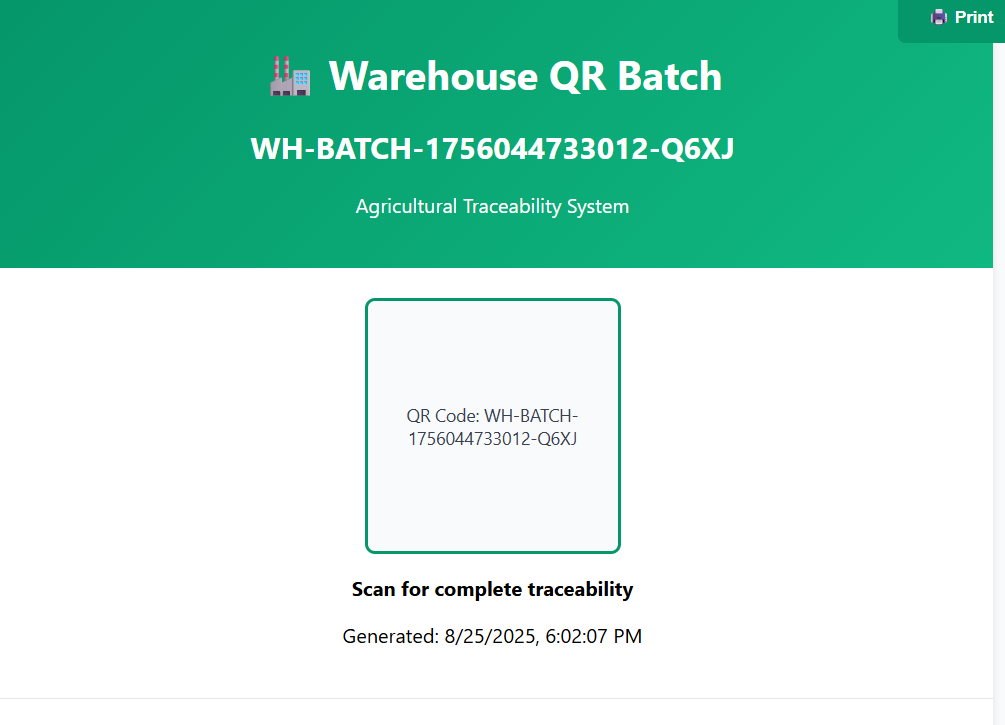 Print
Warehouse QR Batch
WH-BATCH-1756044733012-Q6XJ
Agricultural Traceability System
QR Code: WH-BATCH-
1756044733012-Q6XJ
Scan for complete traceability
Generated: 8/25/2025, 6:02:07 PM